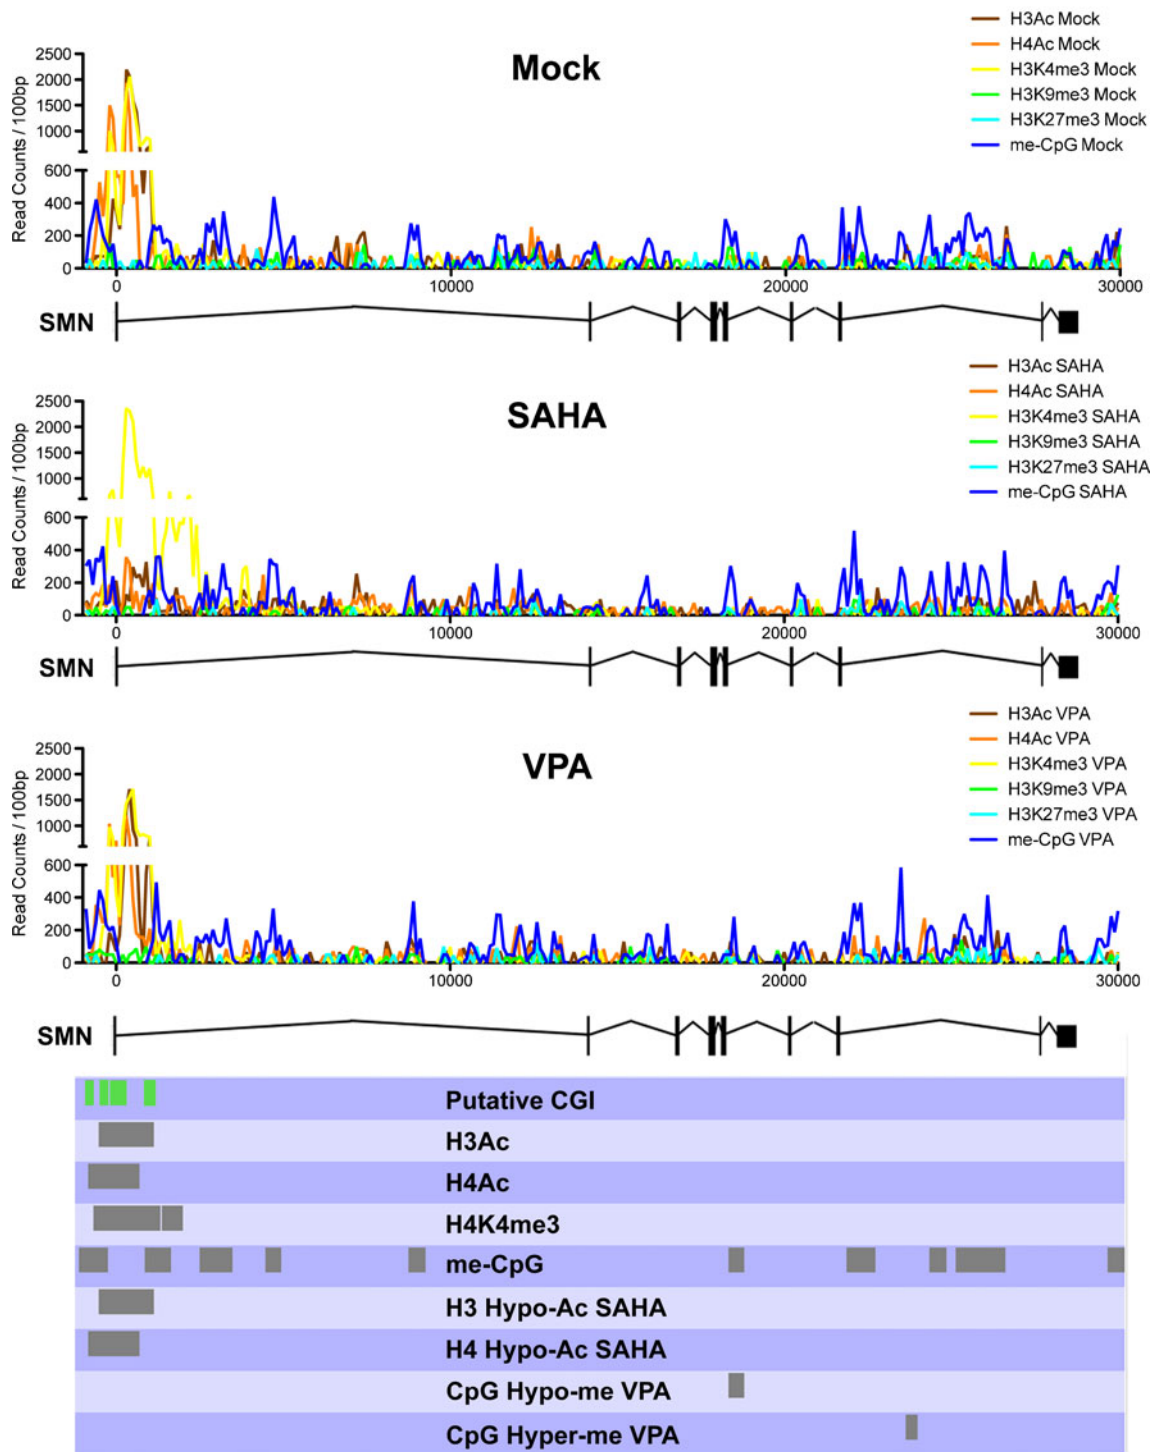 H3Ac Mock
H4Ac Mock
H3K4me3 Mock
H3K9me3 Mock
H3K27me3 Mock
me-CpG Mock
Mock
Read Counts / 100bp
2500
2000
1500
1000
600
400
200
0
0 10000 20000 30000
SMN
H3Ac SAHA
H4Ac SAHA
H3K4me3 SAHA
H3K9me3 SAHA
H3K27me3 SAHA
me-CpG SAHA
SAHA
Read Counts / 100bp
2500
2000
1500
1000
600
400
200
0
0 10000 20000 30000
SMN
H3Ac VPA
H4Ac VPA
H3K4me3 VPA
H3K9me3 VPA
H3K27me3 VPA
me-CpG VPA
VPA
Read Counts / 100bp
2500
2000
1500
1000
600
400
200
0
0 10000 20000 30000
SMN
Putative CGI
H3Ac
H4Ac
H4K4me3
me-CpG
H3 Hypo-Ac SAHA
H4 Hypo-Ac SAHA
CpG Hypo-me VPA
CpG Hyper-me VPA